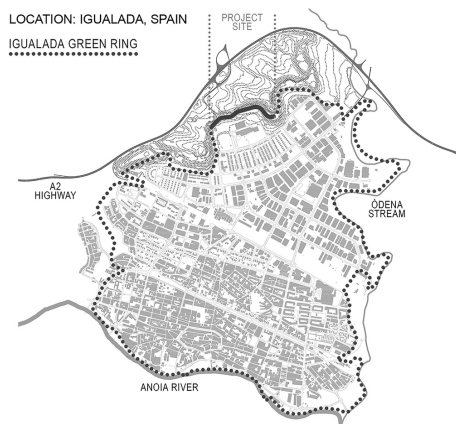 LOCATION: IGUALADA, SPAIN
IGUALADA GREEN RING
PROJECT
SITE
A2
HIGHWAY
ÒDENA
STREAM
ANOIA RIVER